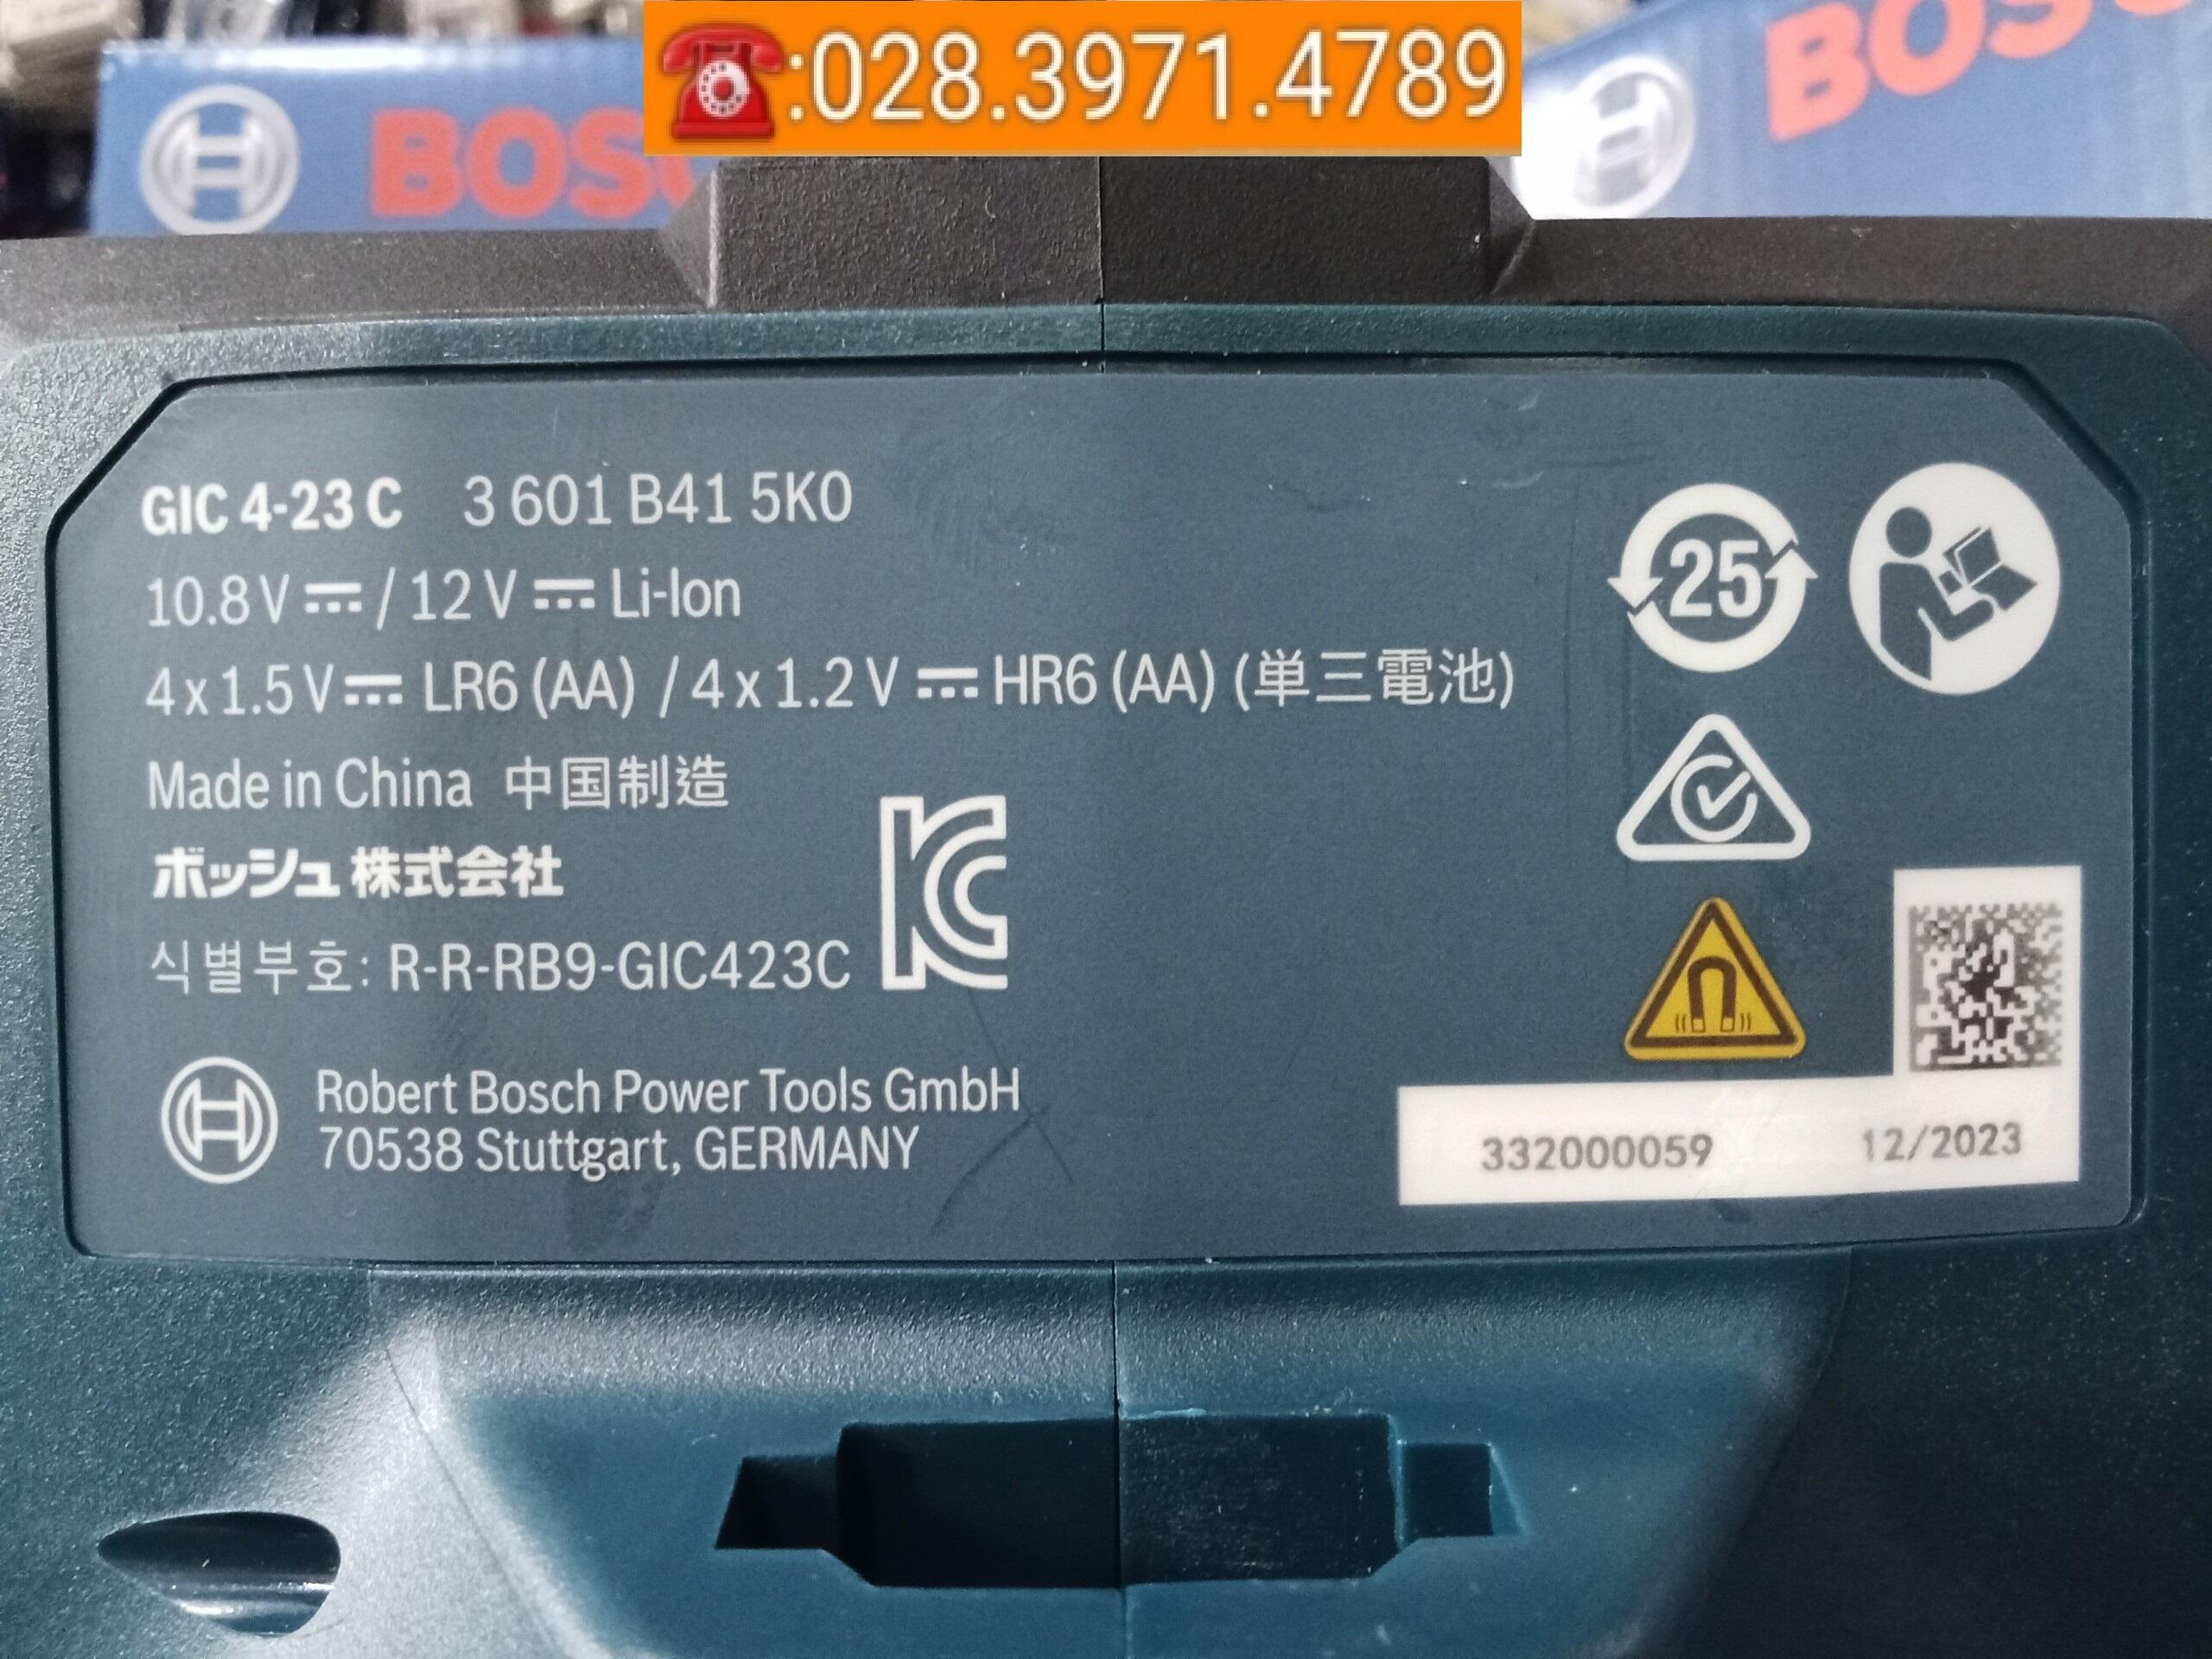 :028.3971.4789
BOS
BOSC
GIC 4-23 C 3 601 B41 5K0
10.8 V / 12 V Li-Ion
4 x 1.5 V LR6 (AA) / 4 x 1.2 V HR6 (AA) (単三電池)
Made in China 中国制造
ボッシュ株式会社
식별부호: R-R-RB9-GIC423C
Robert Bosch Power Tools GmbH
70538 Stuttgart, GERMANY
25
332000059 12/2023